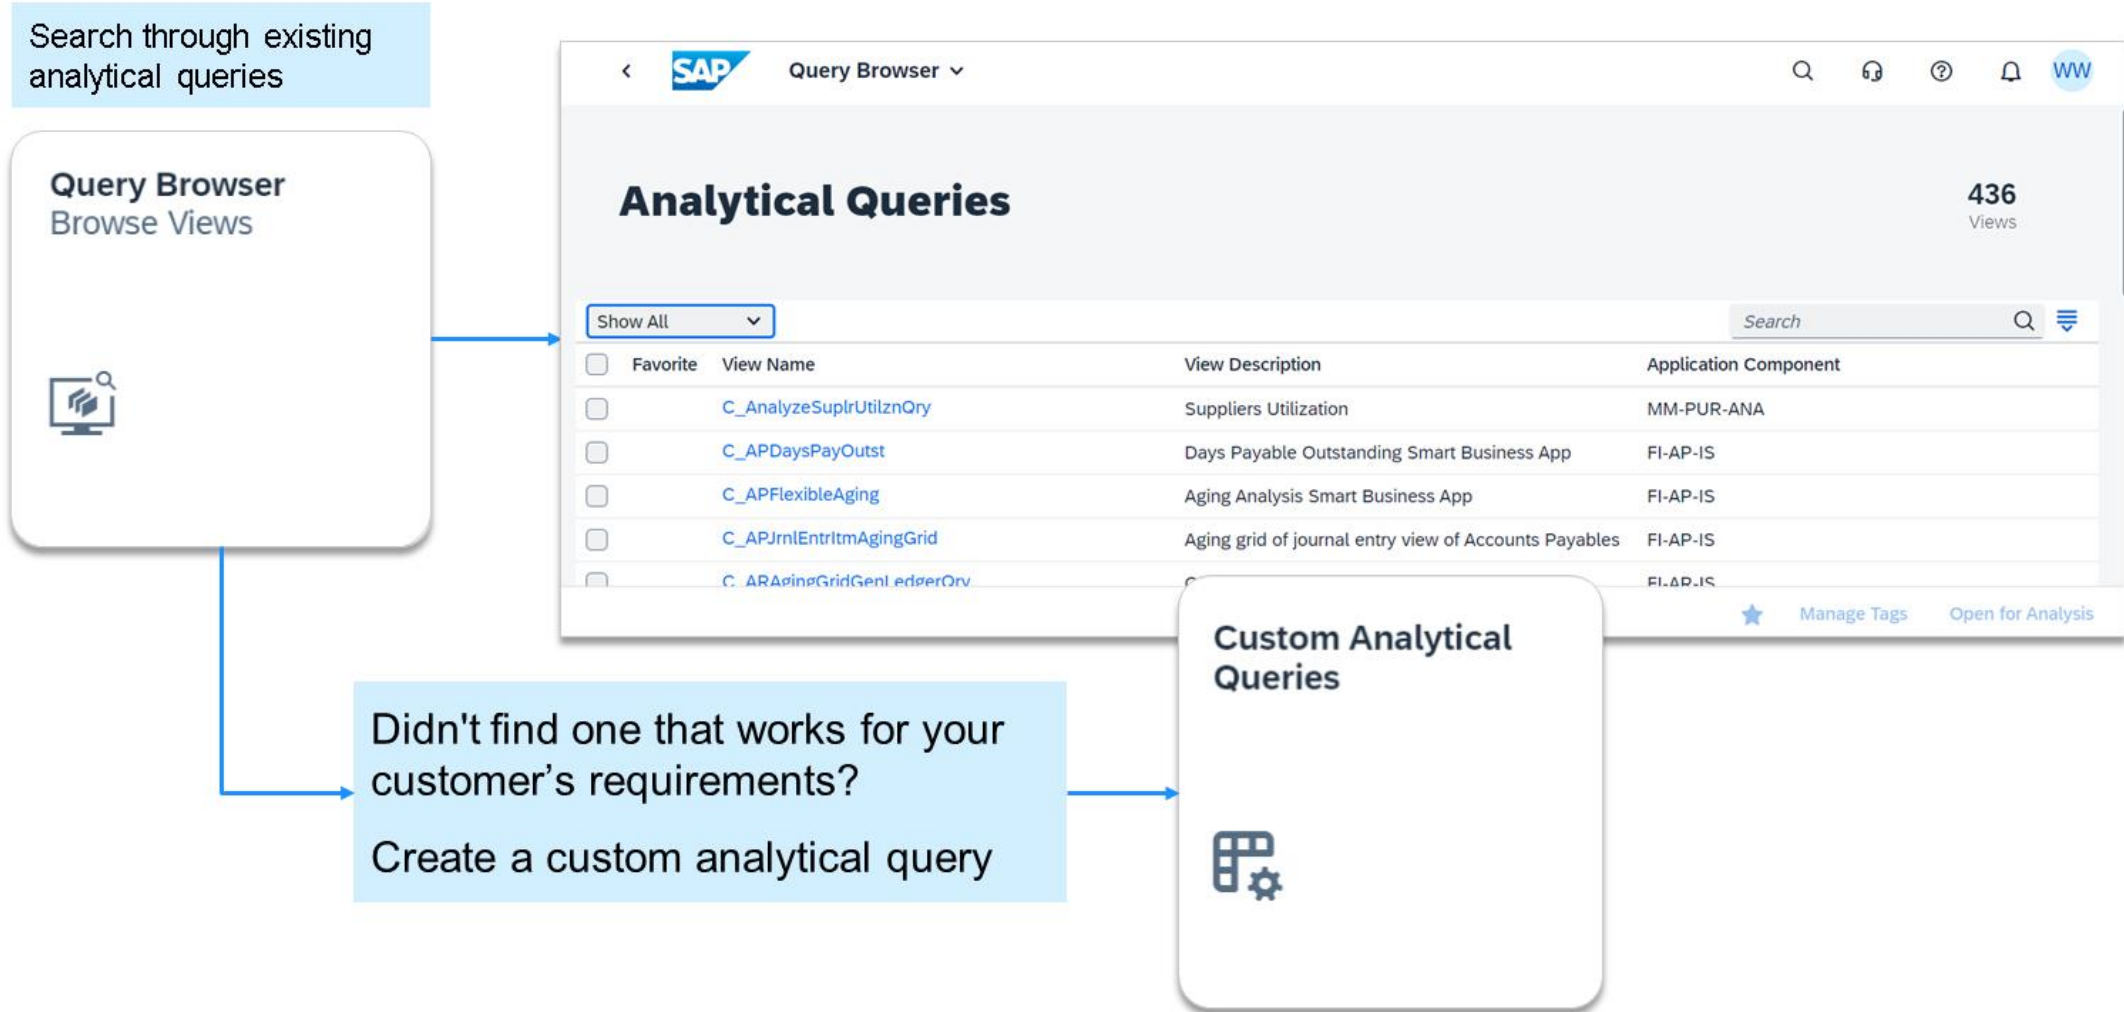 Search through existing
analytical queries
Query Browser
Browse Views
SAP Query Browser WW
Analytical Queries
436
Views
Show All Search
Favorite View Name View Description Application Component
C_AnalyzeSuplrUtilznQry Suppliers Utilization MM-PUR-ANA
C_APDaysPayOutst Days Payable Outstanding Smart Business App FI-AP-IS
C_APFlexibleAging Aging Analysis Smart Business App FI-AP-IS
C_APJrnlEntrItmAgingGrid Aging grid of journal entry view of Accounts Payables FI-AP-IS
C_ARAgingGridGenLedgerQry FI-AR-IS
Manage Tags Open for Analysis
Didn't find one that works for your
customer’s requirements?
Create a custom analytical query
Custom Analytical
Queries